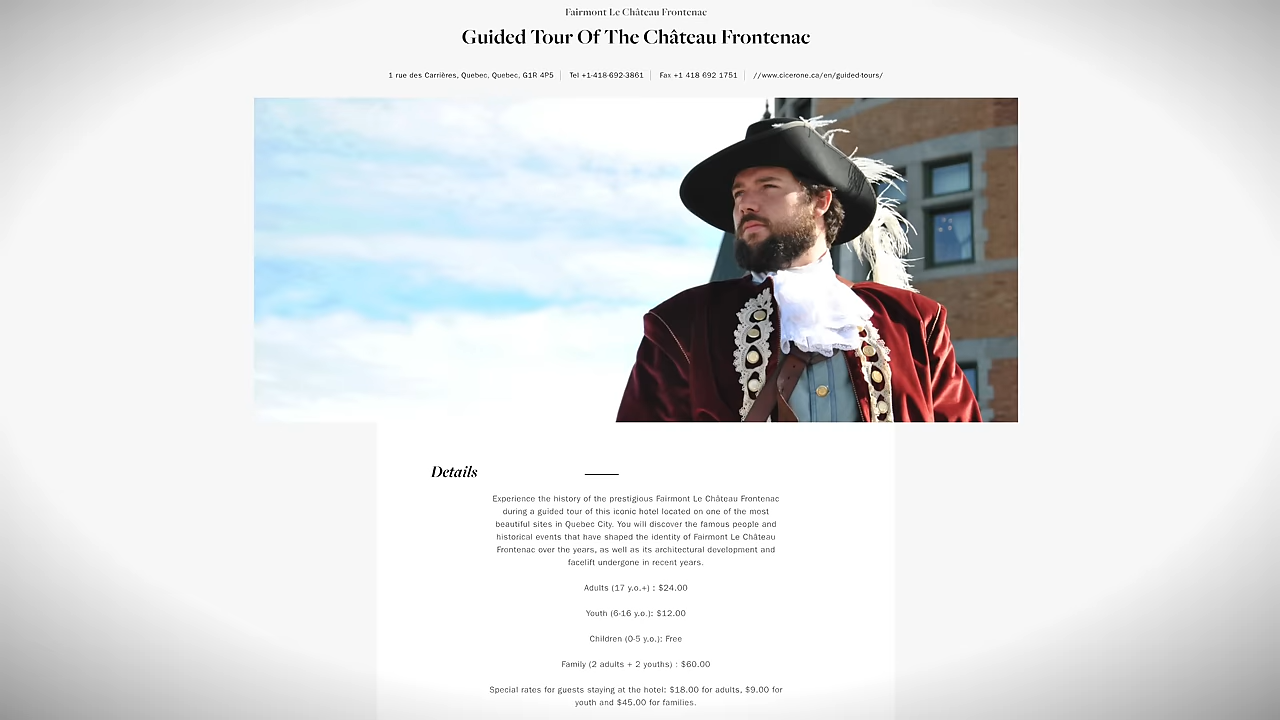 Fairmont Le Château Frontenac
Guided Tour Of The Château Frontenac
1 rue des Carrières, Quebec, Quebec, G1R 4P5 | Tel +1-418-692-3861 | Fax +1 418 692 1751 | //www.cicerone.ca/en/guided-tours/
Details
Experience the history of the prestigious Fairmont Le Château Frontenac
during a guided tour of this iconic hotel located on one of the most
beautiful sites in Quebec City. You will discover the famous people and
historical events that have shaped the identity of Fairmont Le Château
Frontenac over the years, as well as its architectural development and
facelift undergone in recent years.
Adults (17 y.o.+) : $24.00
Youth (6-16 y.o.): $12.00
Children (0-5 y.o.): Free
Family (2 adults + 2 youths) : $60.00
Special rates for guests staying at the hotel: $18.00 for adults, $9.00 for
youth and $45.00 for families.